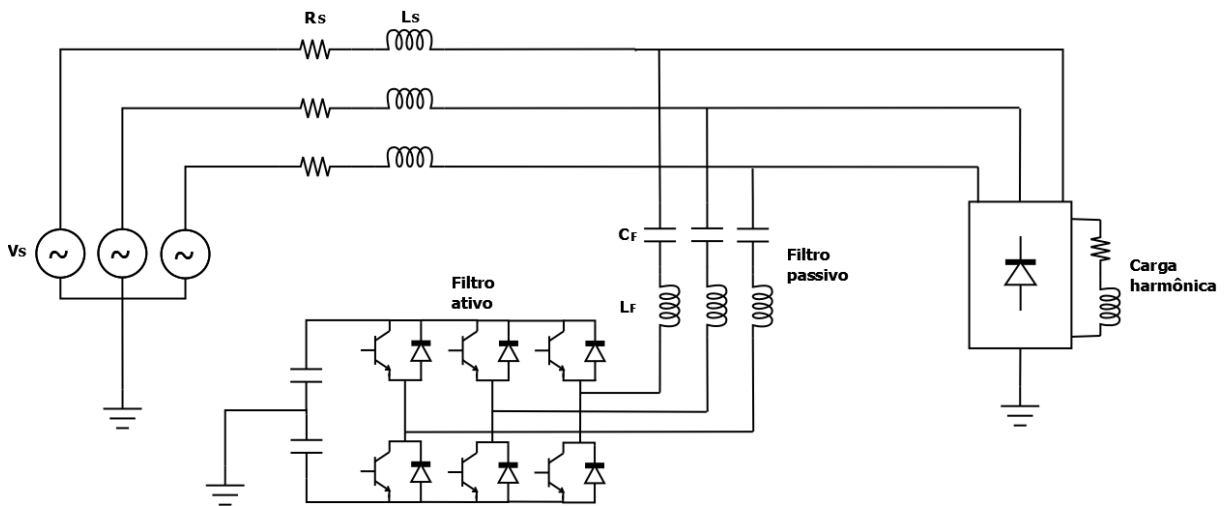 Rs
Ls
Vs
CF
Filtro
passivo
Carga
harmônica
Filtro
ativo
LF